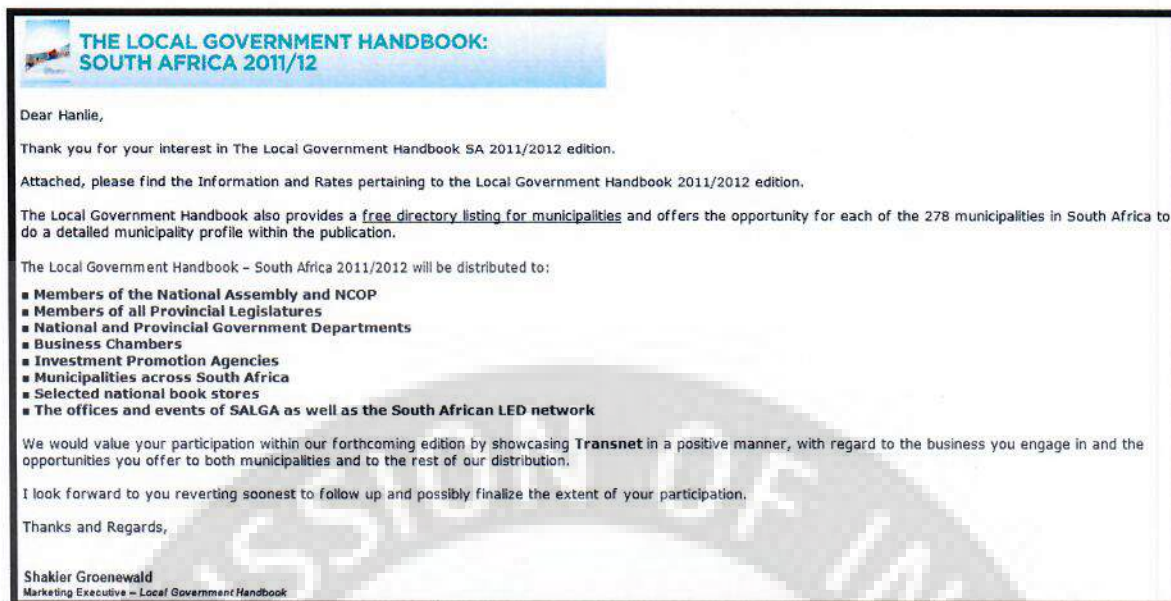 THE LOCAL GOVERNMENT HANDBOOK:
SOUTH AFRICA 2011/12
Dear Hanlie,
Thank you for your interest in The Local Government Handbook SA 2011/2012 edition.
Attached, please find the Information and Rates pertaining to the Local Government Handbook 2011/2012 edition.
The Local Government Handbook also provides a free directory listing for municipalities and offers the opportunity for each of the 278 municipalities in South Africa to
do a detailed municipality profile within the publication.
The Local Government Handbook – South Africa 2011/2012 will be distributed to:
▪ Members of the National Assembly and NCOP
▪ Members of all Provincial Legislatures
▪ National and Provincial Government Departments
▪ Business Chambers
▪ Investment Promotion Agencies
▪ Municipalities across South Africa
▪ Selected national book stores
▪ The offices and events of SALGA as well as the South African LED network
We would value your participation within our forthcoming edition by showcasing Transnet in a positive manner, with regard to the business you engage in and the
opportunities you offer to both municipalities and to the rest of our distribution.
I look forward to you reverting soonest to follow up and possibly finalize the extent of your participation.
Thanks and Regards,
Shakier Groenewald
Marketing Executive – Local Government Handbook
SSION OF IN